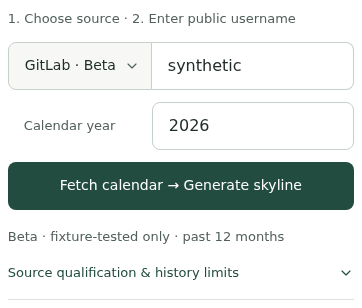 1. Choose source · 2. Enter public username
GitLab · Beta synthetic
Calendar year 2026
Fetch calendar → Generate skyline
Beta · fixture-tested only · past 12 months
Source qualification & history limits